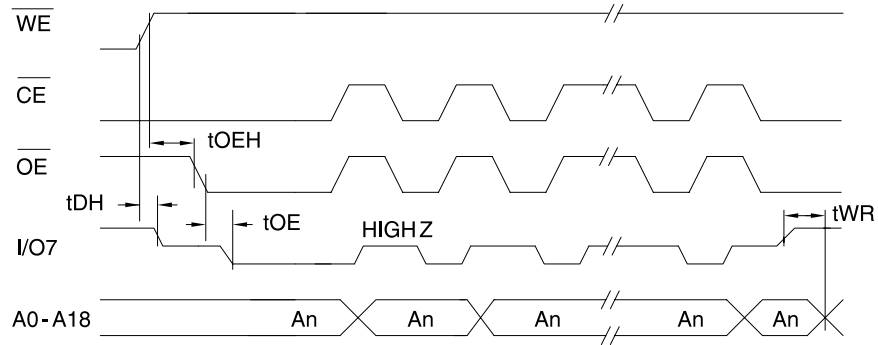 WE
CE
tOEH
OE
tDH
tOE
tWR
I/O7
HIGH Z
A0 - A18
An An An An An